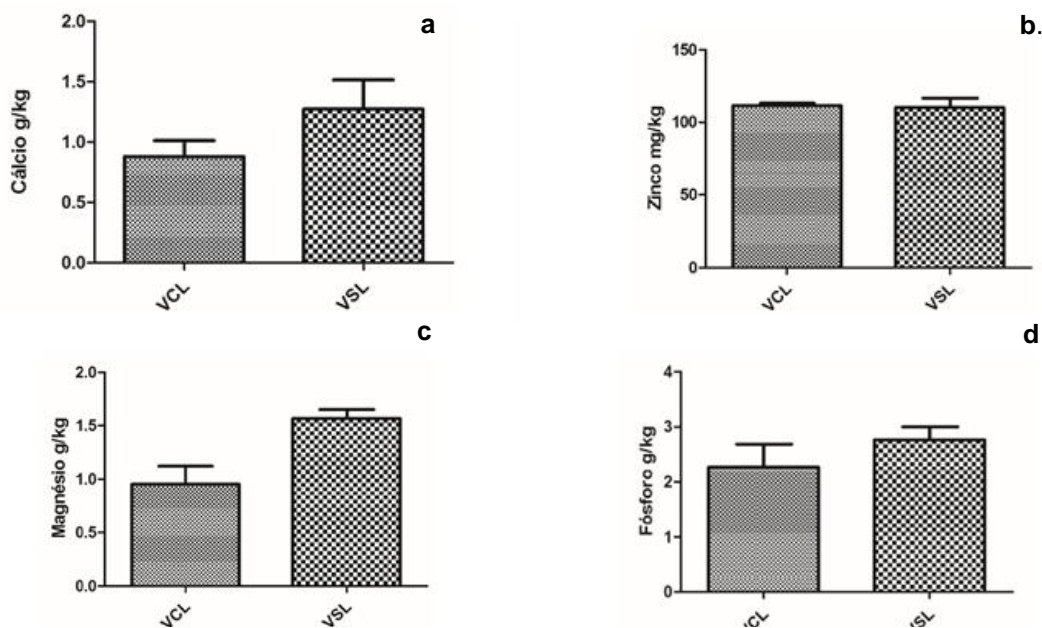 a
Cálcio g/kg
2.0
1.5
1.0
0.5
0.0
VCL
VSL
b.
Zinco mg/kg
150
100
50
0
VCL
VSL
c
Magnésio g/kg
2.0
1.5
1.0
0.5
0.0
VCL
VSL
d
Fósforo g/kg
4
3
2
1
0
VCL
VSL